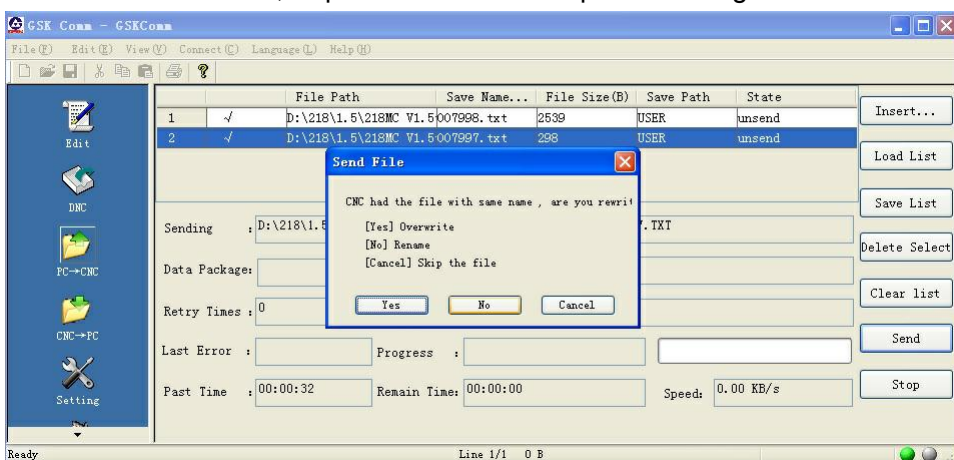 GSK Comm - GSKComm
File(F) Edit(E) View(V) Connect(C) Language(L) Help(H)
File Path Save Name... File Size(B) Save Path State
1 √ D:\218\1.5\218MC V1.5 007998.txt 2539 USER unsend
2 √ D:\218\1.5\218MC V1.5 007997.txt 298 USER unsend
Insert...
Load List
Save List
Delete Select
Clear list
Send
Stop
Edit
DNC
PC→CNC
CNC→PC
Setting
Send File
CNC had the file with same name , are you rewrit
[Yes] Overwrite
[No] Rename
[Cancel] Skip the file
Yes No Cancel
Sending : D:\218\1.5 .TXT
Data Package:
Retry Times : 0
Last Error : Progress :
Past Time : 00:00:32 Remain Time: 00:00:00 Speed: 0.00 KB/s
Ready Line 1/1 0 B